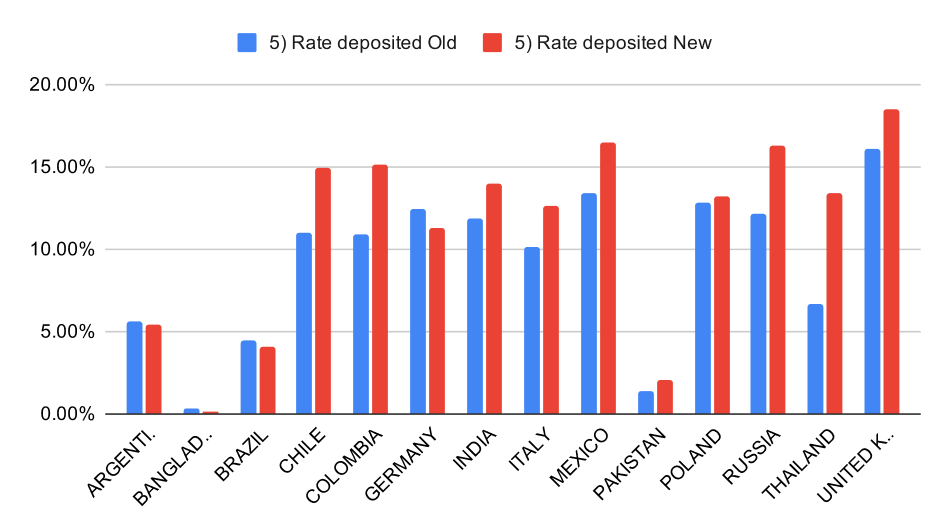 5) Rate deposited Old 5) Rate deposited New
20.00%
15.00%
10.00%
5.00%
0.00%
ARGENTI.
BANGLAD..
BRAZIL
CHILE
COLOMBIA
GERMANY
INDIA
ITALY
MEXICO
PAKISTAN
POLAND
RUSSIA
THAILAND
UNITED K..